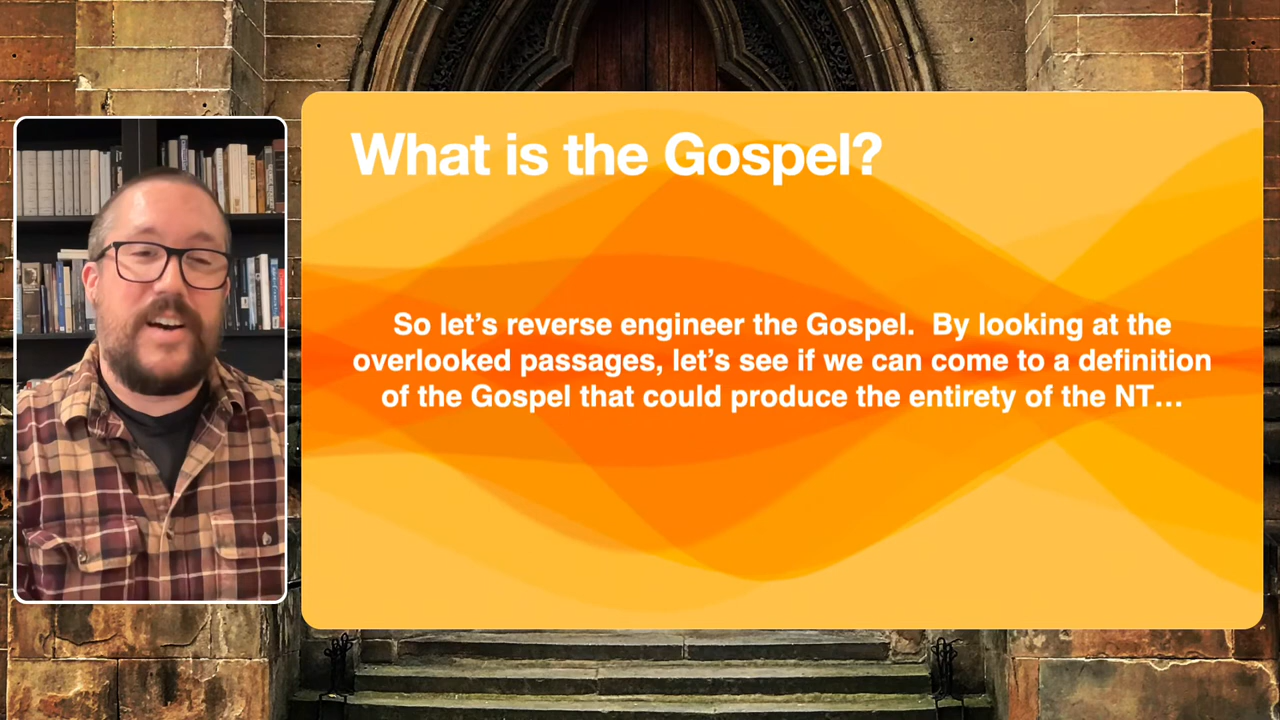 What is the Gospel?
So let’s reverse engineer the Gospel.  By looking at the
overlooked passages, let’s see if we can come to a definition
of the Gospel that could produce the entirety of the NT…